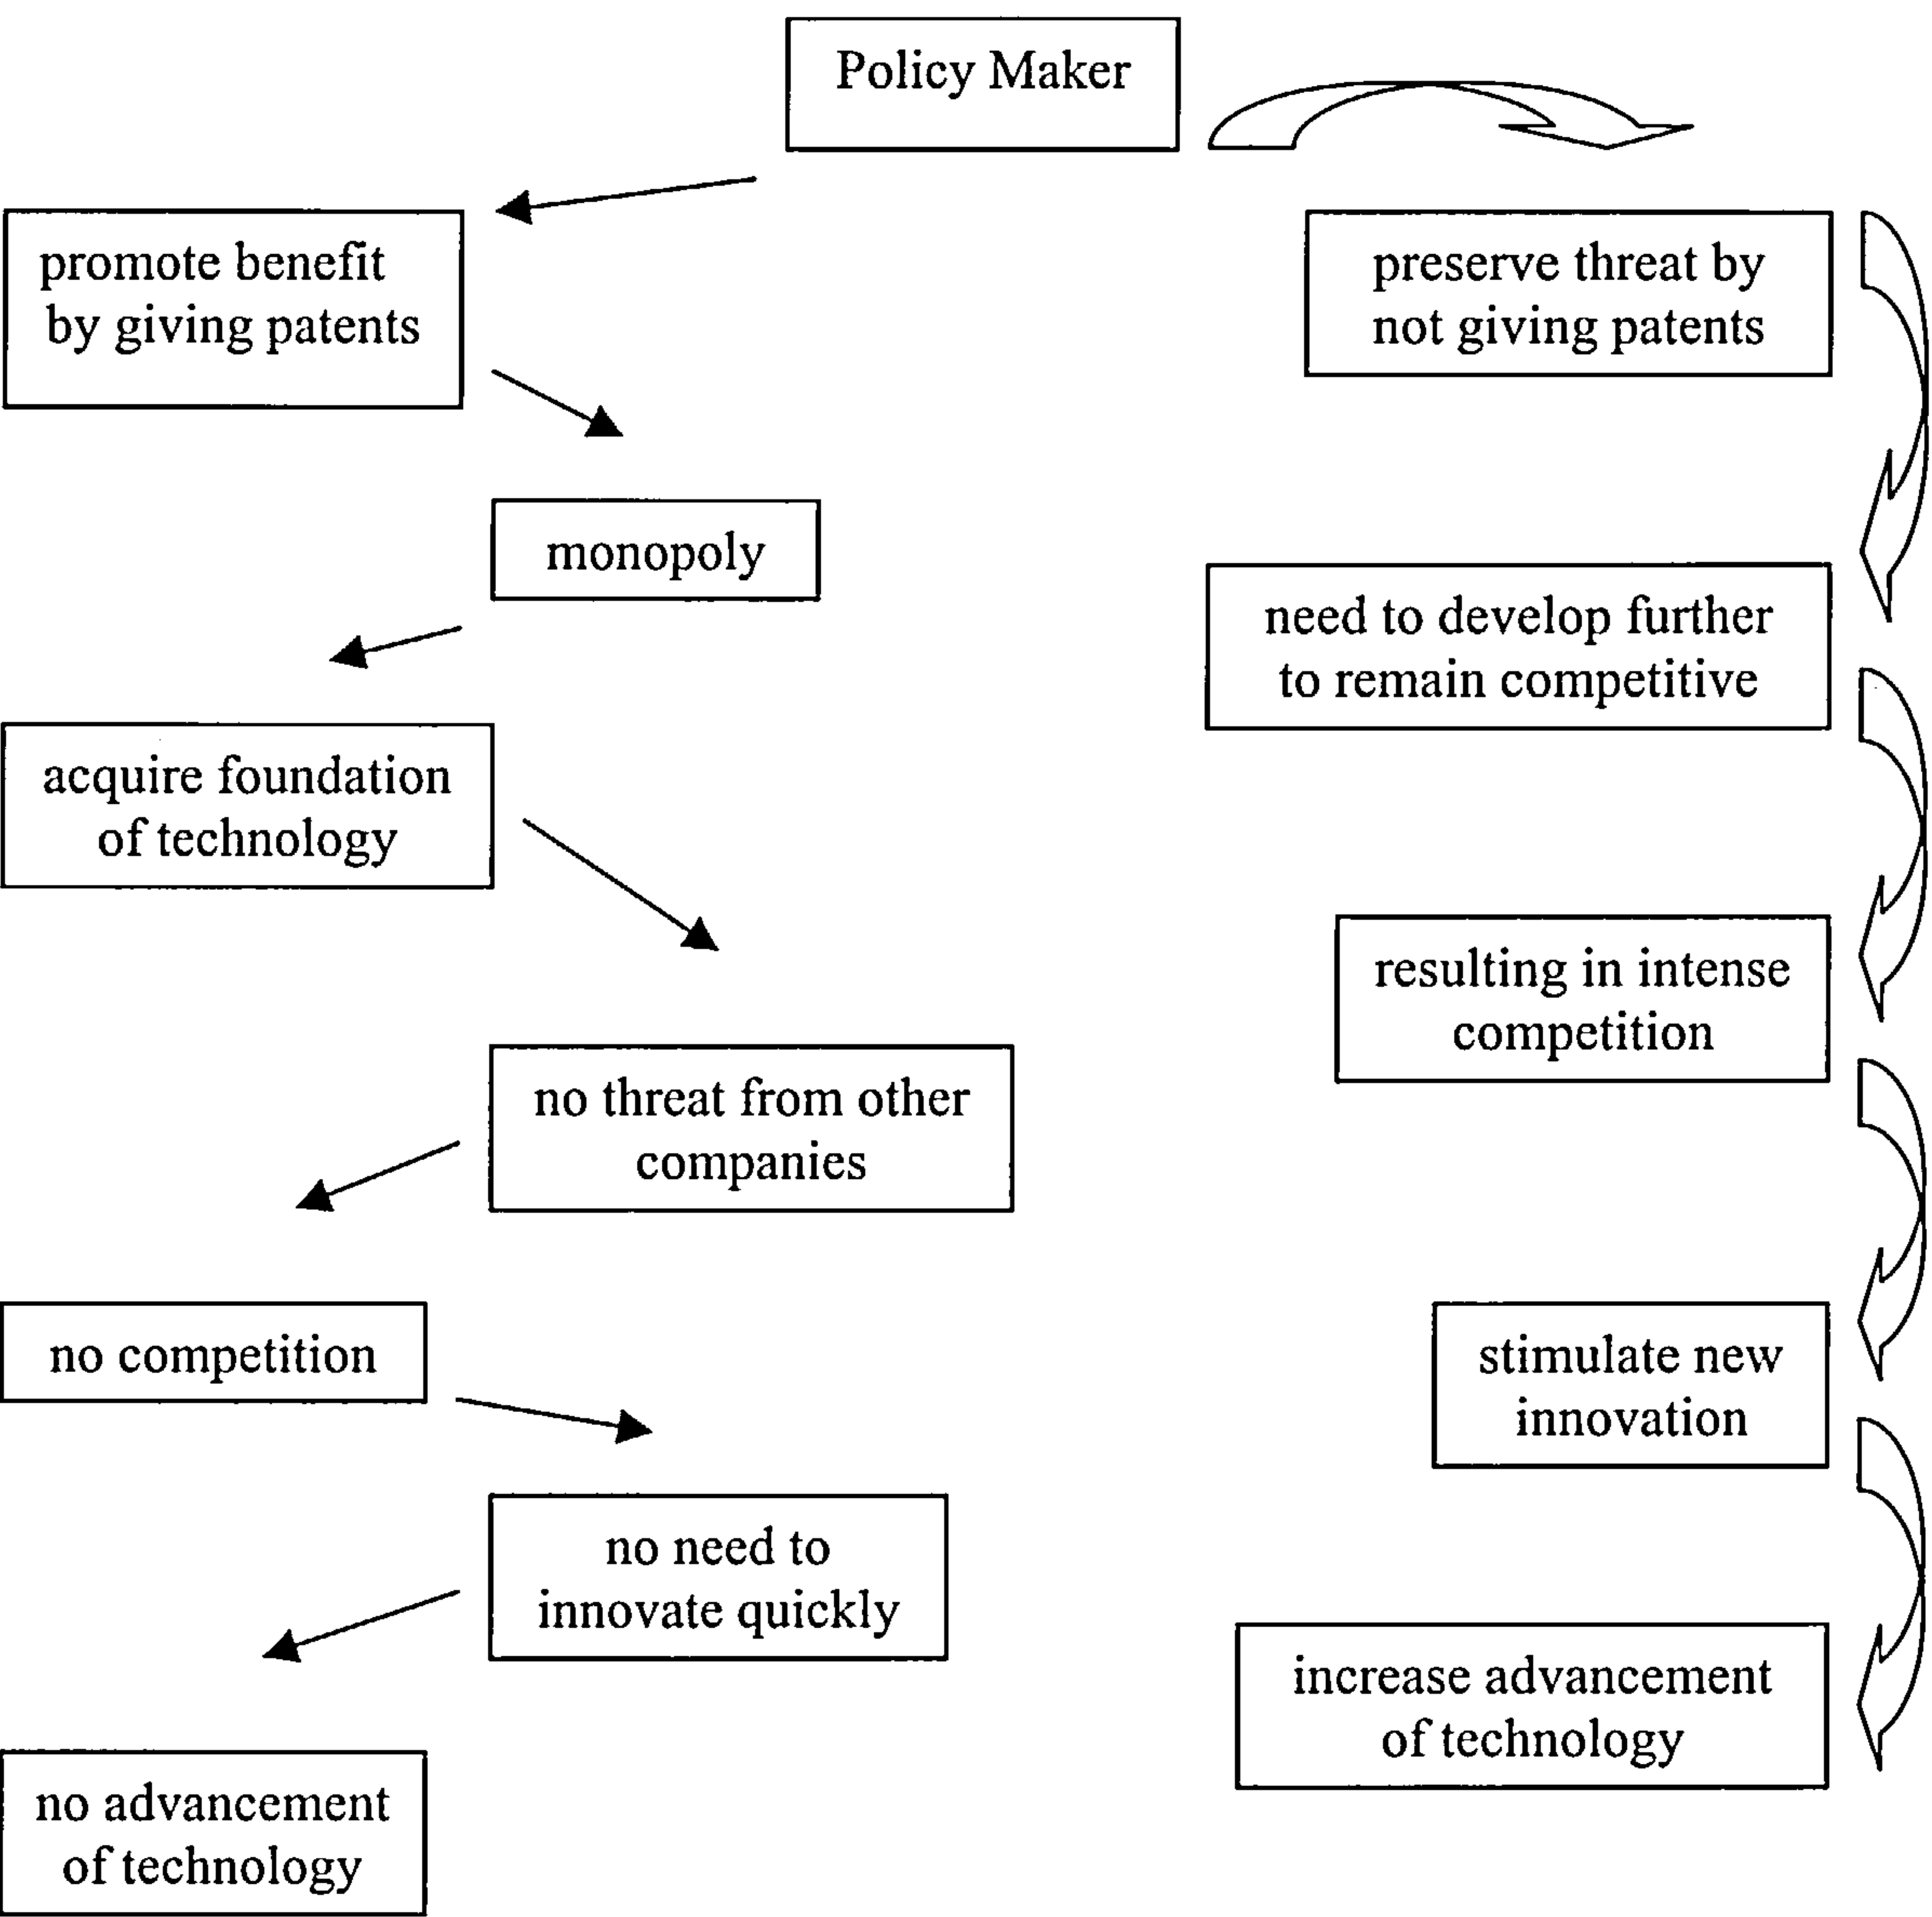 Policy Maker
promote benefit
by giving patents
monopoly
acquire foundation
of technology
no threat from other
companies
no competition
no need to
innovate quickly
no advancement
of technology
preserve threat by
not giving patents
need to develop further
to remain competitive
resulting in intense
competition
stimulate new
innovation
increase advancement
of technology